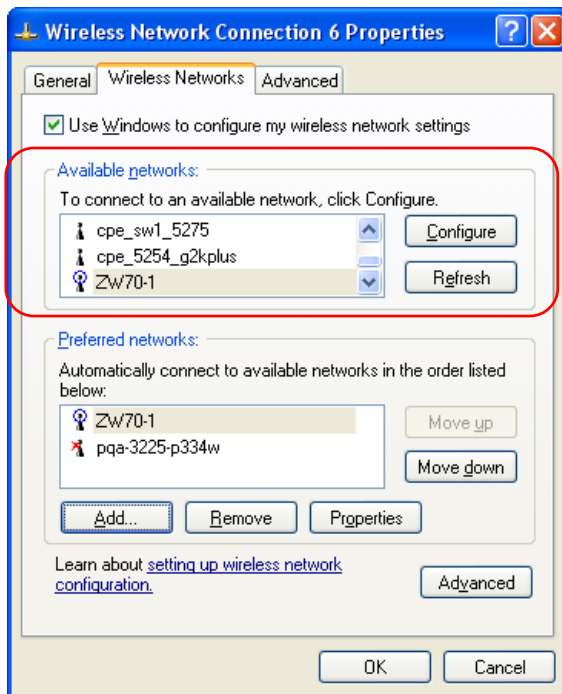 Wireless Network Connection 6 Properties
General Wireless Networks Advanced
Use Windows to configure my wireless network settings
Available networks:
To connect to an available network, click Configure.
cpe_sw1_5275
cpe_5254_g2kplus
ZW70-1
Configure
Refresh
Preferred networks:
Automatically connect to available networks in the order listed
below:
ZW70-1
pqa-3225-p334w
Move up
Move down
Add... Remove Properties
Learn about setting up wireless network
configuration.
Advanced
OK Cancel